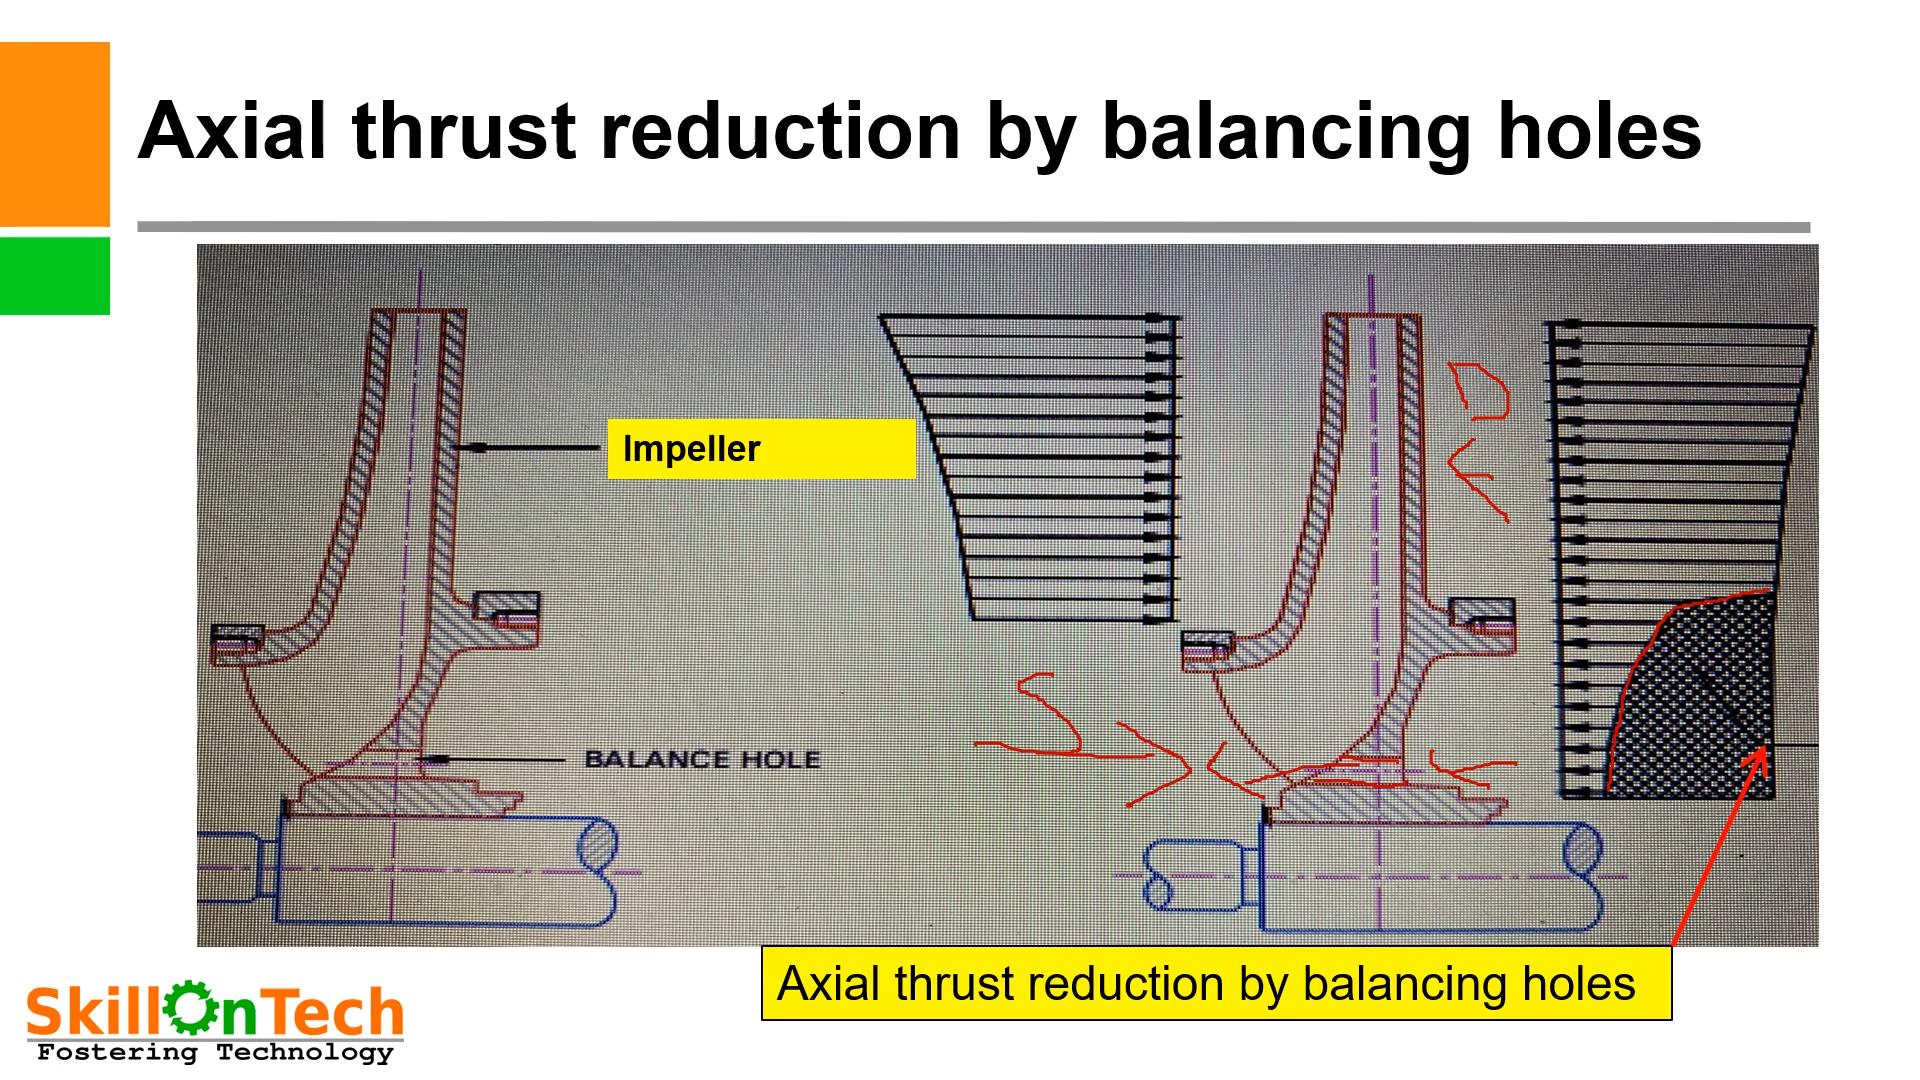 Axial thrust reduction by balancing holes
Impeller
D
S
BALANCE HOLE
Axial thrust reduction by balancing holes
SkillOnTech
Fostering Technology